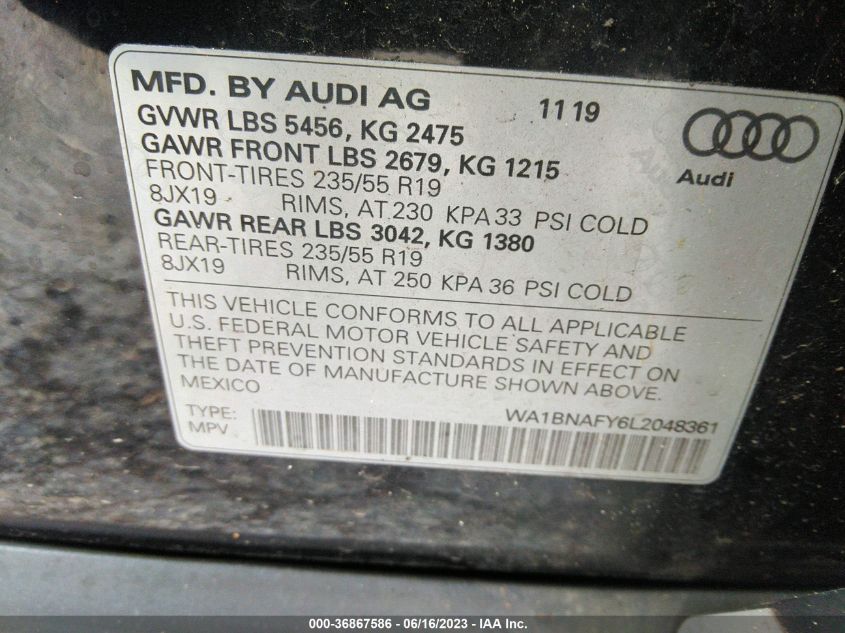 MFD. BY AUDI AG 11 19
GVWR LBS 5456, KG 2475
GAWR FRONT LBS 2679, KG 1215
Audi
FRONT-TIRES 235/55 R19
8JX19 RIMS, AT 230 KPA 33 PSI COLD
GAWR REAR LBS 3042, KG 1380
REAR-TIRES 235/55 R19
8JX19 RIMS, AT 250 KPA 36 PSI COLD
THIS VEHICLE CONFORMS TO ALL APPLICABLE
U.S. FEDERAL MOTOR VEHICLE SAFETY AND
THEFT PREVENTION STANDARDS IN EFFECT ON
THE DATE OF MANUFACTURE SHOWN ABOVE.
MEXICO
TYPE: WA1BNAFY6L2048361
MPV
000-36867586 - 06/16/2023 - IAA Inc.